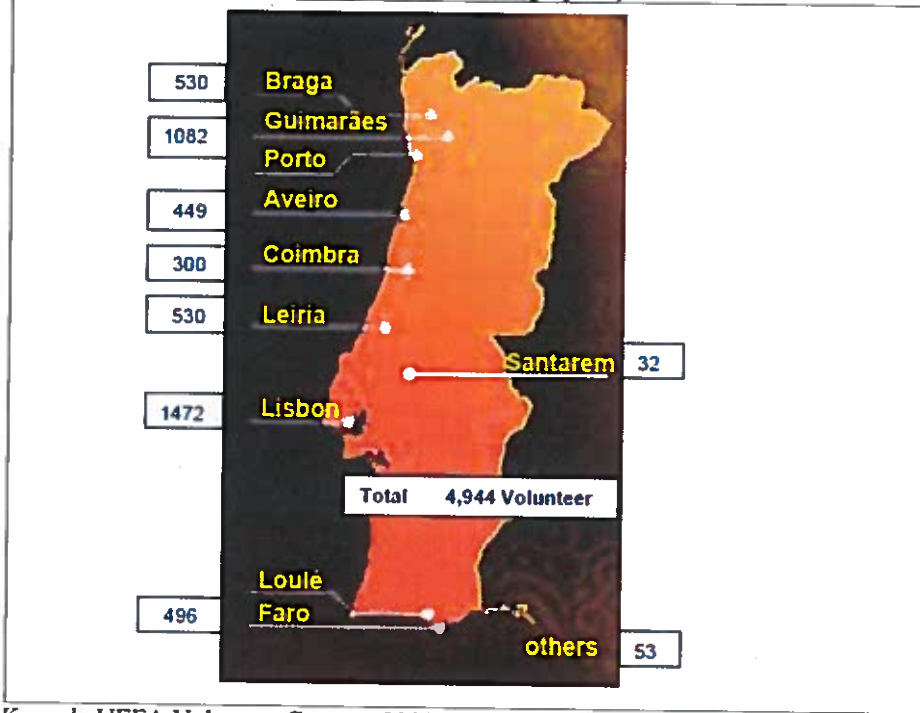 530 Braga
Guimarães
1082
Porto
449 Aveiro
300 Coimbra
530 Leiria
Santarem 32
1472 Lisbon
Total 4,944 Volunteer
Loulé
496 Faro
others 53